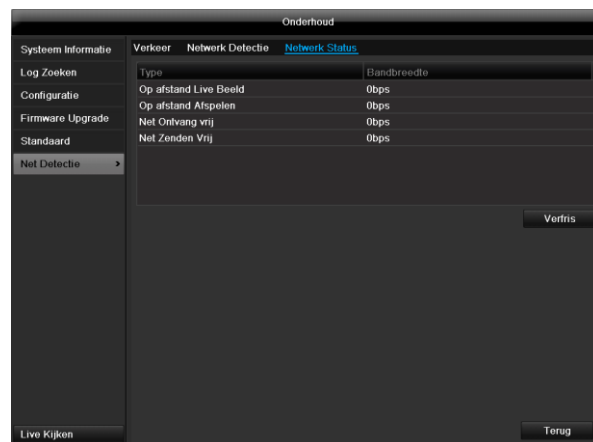 Onderhoud
Systeem Informatie
Log Zoeken
Configuratie
Firmware Upgrade
Standaard
Net Detectie >
Live Kijken
Verkeer Netwerk Detectie Netwerk Status
Type Bandbreedte
Op afstand Live Beeld 0bps
Op afstand Afspelen 0bps
Net Ontvang vrij 0bps
Net Zenden Vrij 0bps
Verfris
Terug